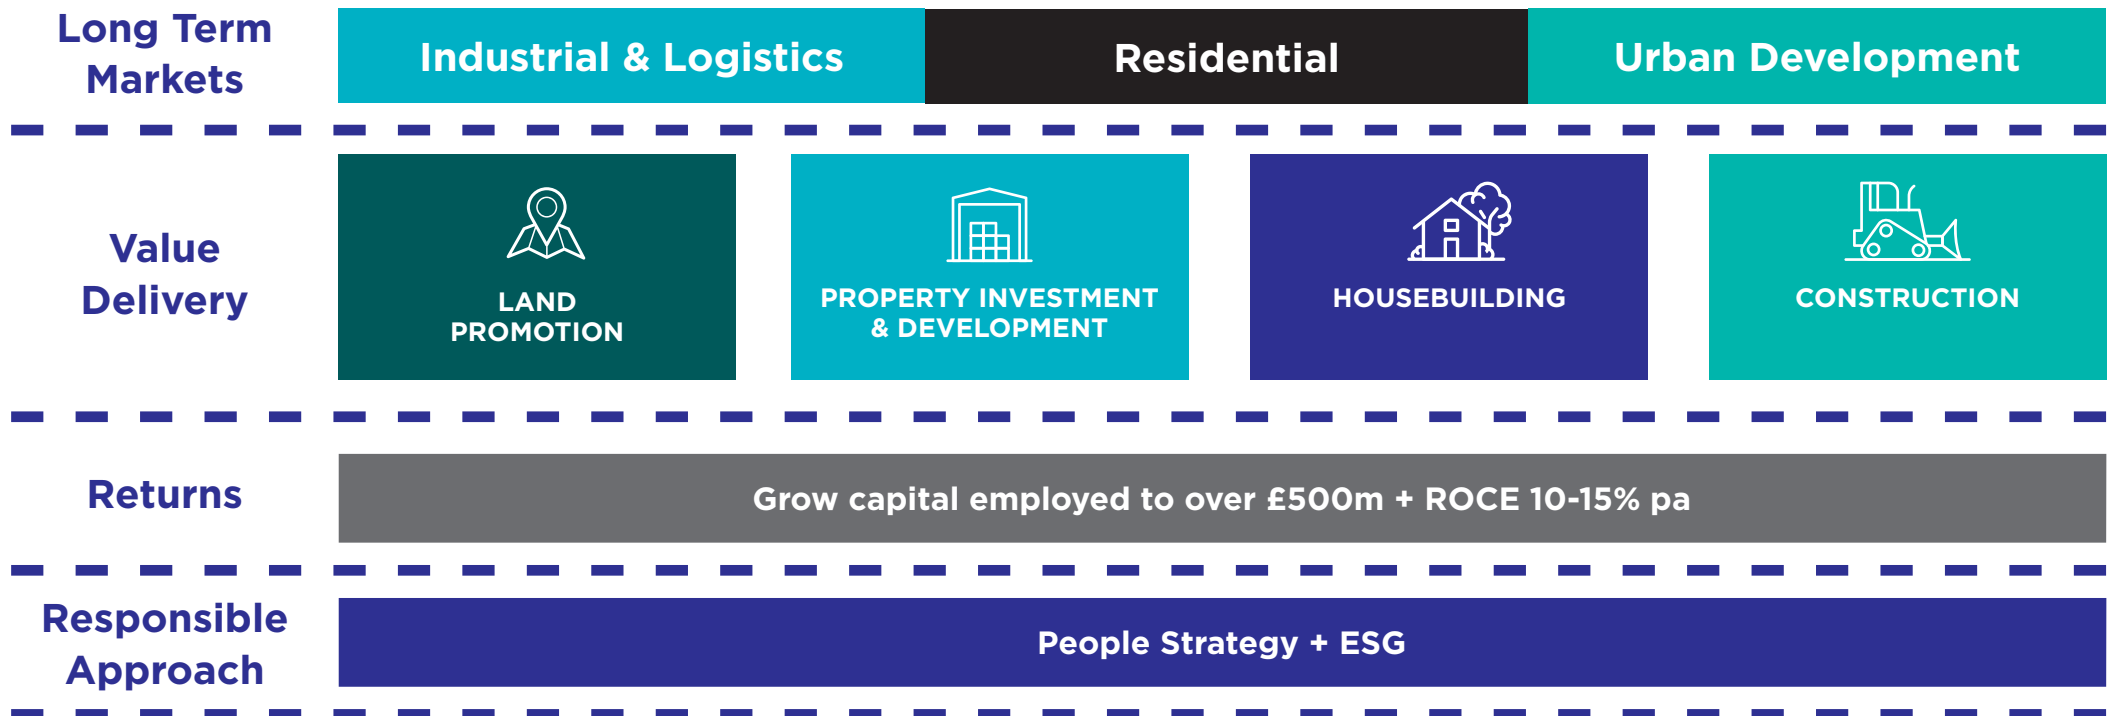 Long Term
Markets
Industrial & Logistics
Residential
Urban Development
Value
Delivery
LAND
PROMOTION
PROPERTY INVESTMENT
& DEVELOPMENT
HOUSEBUILDING
CONSTRUCTION
Returns
Grow capital employed to over £500m + ROCE 10-15% pa
Responsible
Approach
People Strategy + ESG